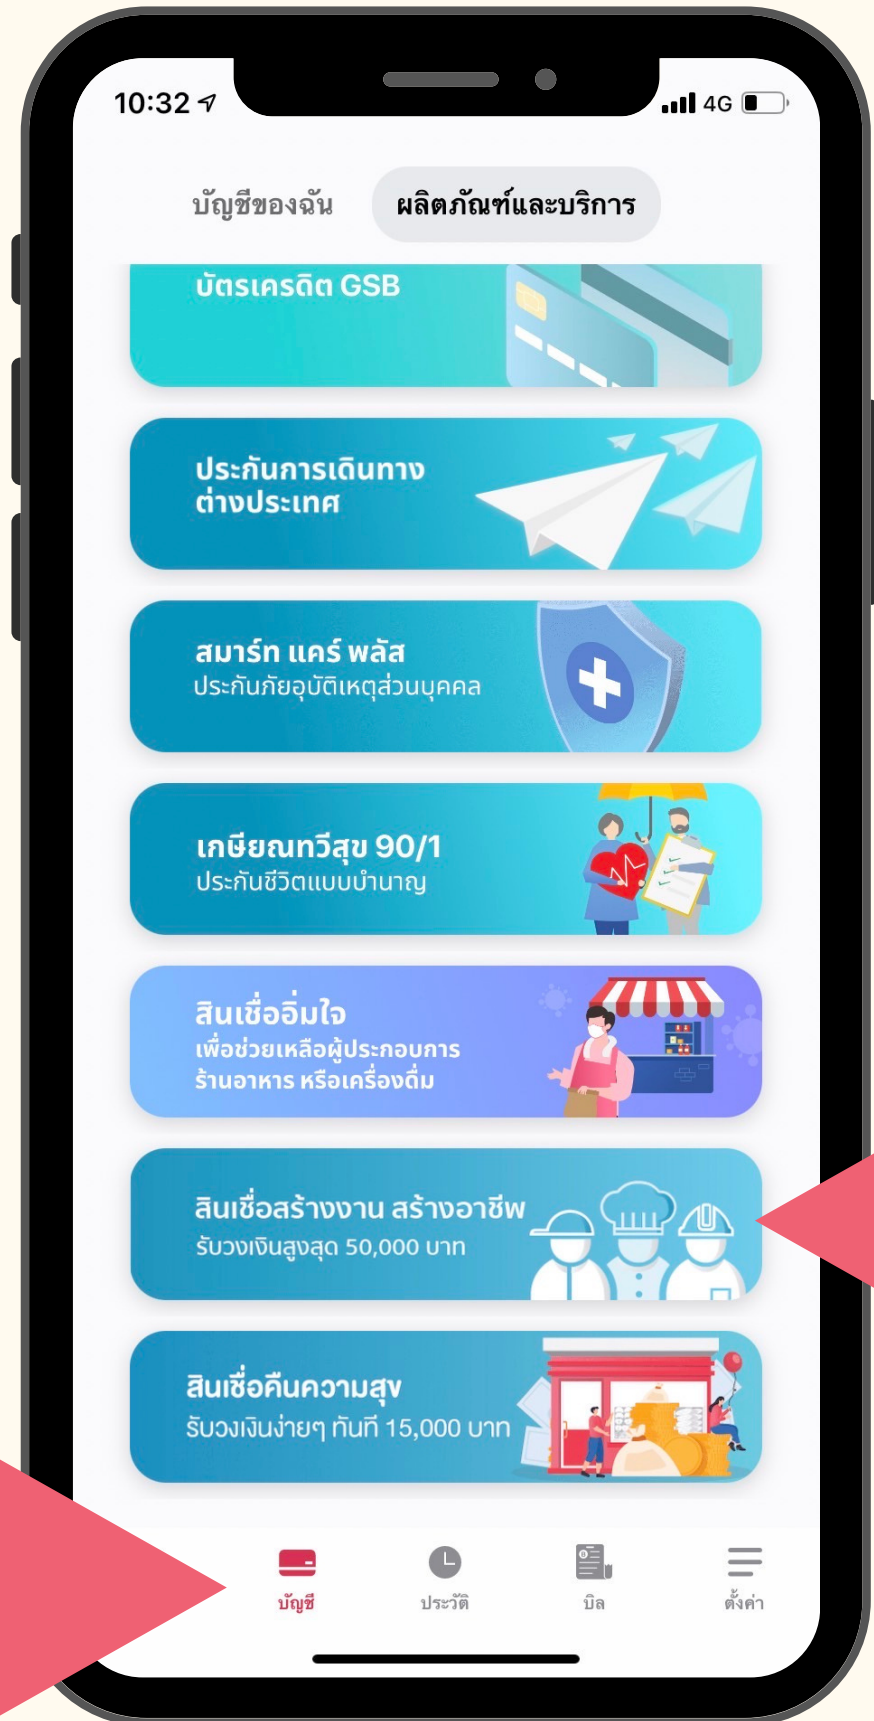 10:32
4G
บัญชีของฉัน
ผลิตภัณฑ์และบริการ
บัตรเครดิต GSB
ประกันการเดินทาง
ต่างประเทศ
สมาร์ท แคร์ พลัส
ประกันภัยอุบัติเหตุส่วนบุคคล
เกษียณทวีสุข 90/1
ประกันชีวิตแบบบำนาญ
สินเชื่ออิ่มใจ
เพื่อช่วยเหลือผู้ประกอบการ
ร้านอาหาร หรือเครื่องดื่ม
สินเชื่อสร้างงาน สร้างอาชีพ
รับวงเงินสูงสุด 50,000 บาท
สินเชื่อคืนความสุข
รับวงเงินง่ายๆ ทันที 15,000 บาท
บัญชี
ประวัติ
บิล
ตั้งค่า